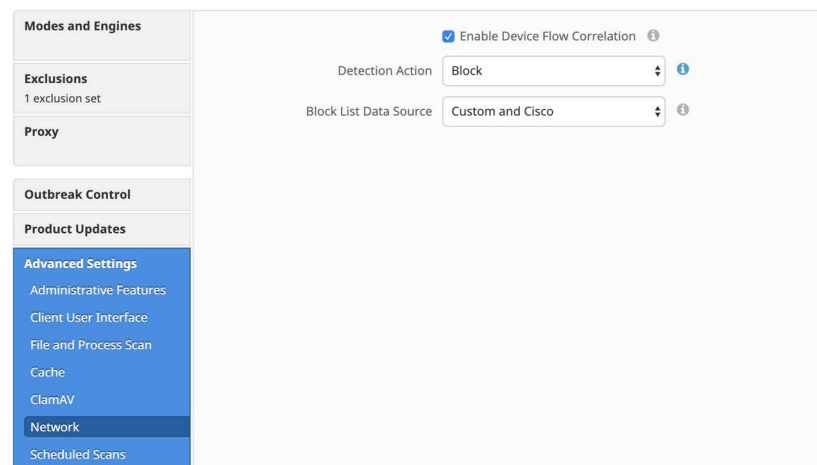 Modes and Engines
Exclusions
1 exclusion set
Proxy
Outbreak Control
Product Updates
Advanced Settings
Administrative Features
Client User Interface
File and Process Scan
Cache
ClamAV
Network
Scheduled Scans
Enable Device Flow Correlation
Detection Action Block
Block List Data Source Custom and Cisco